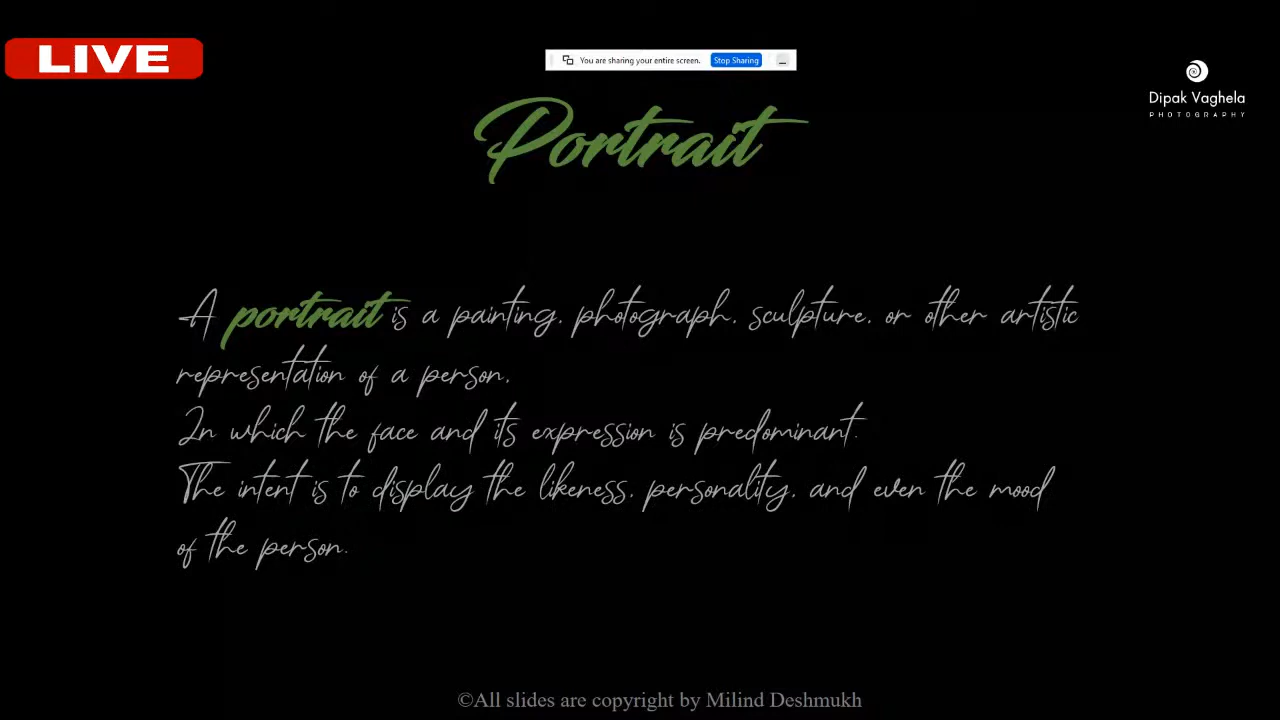 LIVE
You are sharing your entire screen. Stop Sharing
Dipak Vaghela
PHOTOGRAPHY
Portrait
A portrait is a painting, photograph, sculpture, or other artistic
representation of a person,
In which the face and its expression is predominant.
The intent is to display the likeness, personality, and even the mood
of the person.
©All slides are copyright by Milind Deshmukh